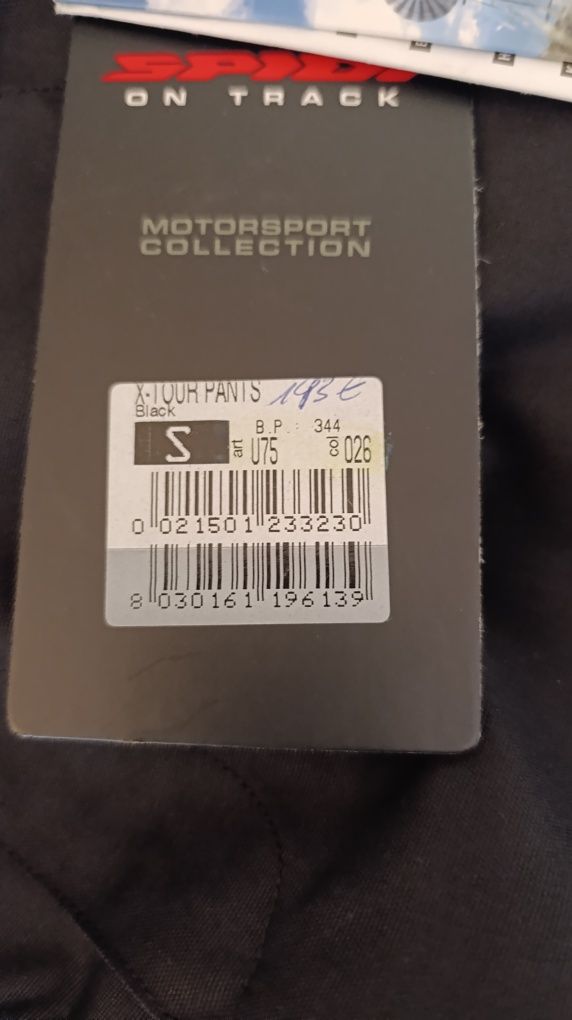 SPIDI
ON TRACK
MOTORSPORT
COLLECTION
X-TOUR PANTS 193 €
Black
B.P.: 344
S art U75 col 026
0 021501 233230
8 030161 196139